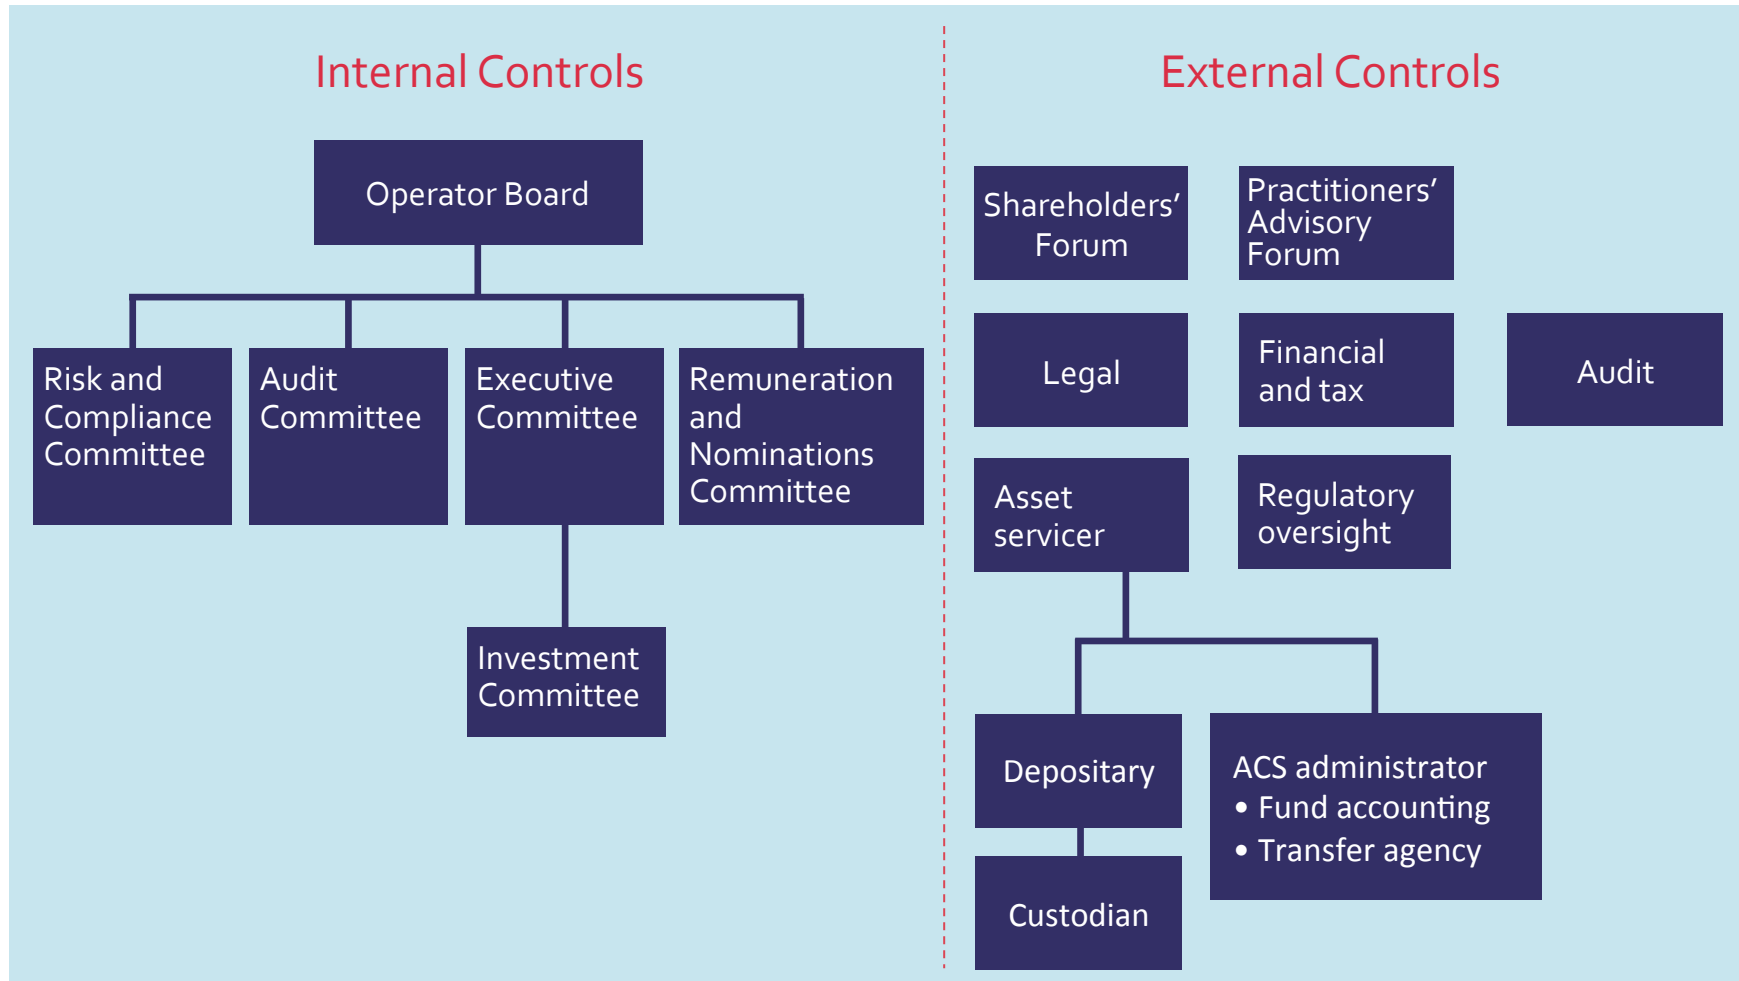 Internal Controls
Operator Board
Risk and
Compliance
Committee
Audit
Committee
Executive
Committee
Remuneration
and
Nominations
Committee
Investment
Committee
External Controls
Shareholders’
Forum
Practitioners’
Advisory
Forum
Legal
Financial
and tax
Audit
Asset
servicer
Regulatory
oversight
Depositary
ACS administrator
• Fund accounting
• Transfer agency
Custodian